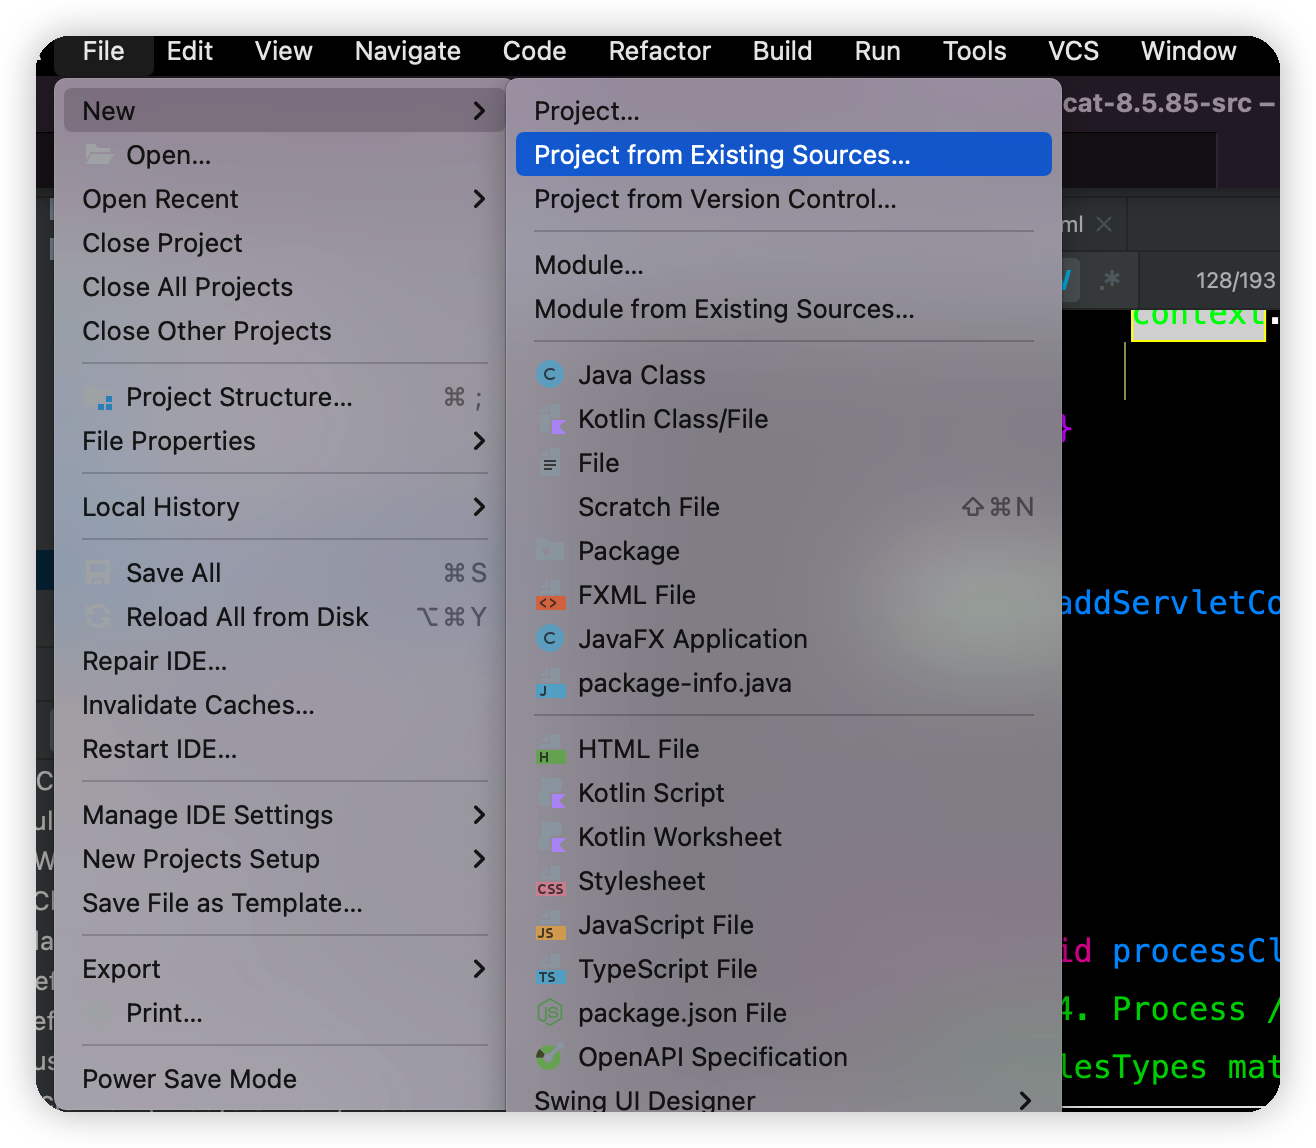 File Edit View Navigate Code Refactor Build Run Tools VCS Window
cat-8.5.85-src –
New
Open...
Open Recent
Close Project
Close All Projects
Close Other Projects
Project Structure... ⌘ ;
File Properties
Local History
Save All ⌘ S
Reload All from Disk ⌥ ⌘ Y
Repair IDE...
Invalidate Caches...
Restart IDE...
Manage IDE Settings
New Projects Setup
Save File as Template...
Export
Print...
Power Save Mode
Project...
Project from Existing Sources...
Project from Version Control...
Module...
Module from Existing Sources...
C Java Class
Kotlin Class/File
File
Scratch File ⇧ ⌘ N
Package
<> FXML File
C JavaFX Application
J package-info.java
H HTML File
Kotlin Script
Kotlin Worksheet
CSS Stylesheet
JS JavaScript File
TS TypeScript File
JS package.json File
OpenAPI Specification
Swing UI Designer
ml ×
.* 128/193
context.
}
addServletCo
id processCl
4. Process /
lesTypes mat